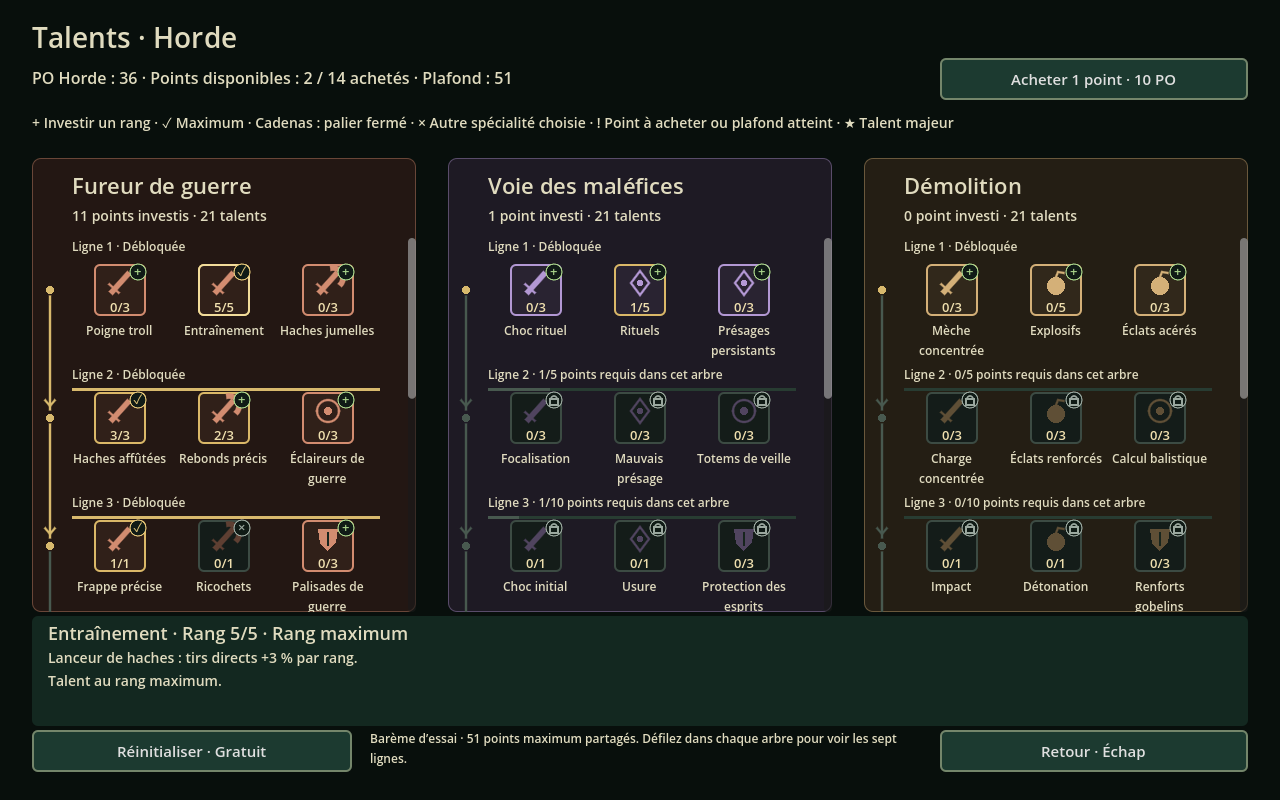 Talents · Horde
PO Horde : 36 · Points disponibles : 2 / 14 achetés · Plafond : 51
Acheter 1 point · 10 PO
+ Investir un rang · ✓ Maximum · Cadenas : palier fermé · × Autre spécialité choisie · ! Point à acheter ou plafond atteint · ★ Talent majeur
Fureur de guerre
11 points investis · 21 talents
Ligne 1 · Débloquée
0/3
5/5
0/3
Poigne troll
Entraînement
Haches jumelles
Ligne 2 · Débloquée
3/3
2/3
0/3
Haches affûtées
Rebonds précis
Éclaireurs de
guerre
Ligne 3 · Débloquée
1/1
0/1
0/3
Frappe précise
Ricochets
Palisades de
guerre
Voie des maléfices
1 point investi · 21 talents
Ligne 1 · Débloquée
0/3
1/5
0/3
Choc rituel
Rituels
Présages
persistants
Ligne 2 · 1/5 points requis dans cet arbre
0/3
0/3
0/3
Focalisation
Mauvais
présage
Totems de veille
Ligne 3 · 1/10 points requis dans cet arbre
0/1
0/1
0/3
Choc initial
Usure
Protection des
esprits
Démolition
0 point investi · 21 talents
Ligne 1 · Débloquée
0/3
0/5
0/3
Mèche
concentrée
Explosifs
Éclats acérés
Ligne 2 · 0/5 points requis dans cet arbre
0/3
0/3
0/3
Charge
concentrée
Éclats renforcés
Calcul balistique
Ligne 3 · 0/10 points requis dans cet arbre
0/1
0/1
0/3
Impact
Détonation
Renforts
gobelins
Entraînement · Rang 5/5 · Rang maximum
Lanceur de haches : tirs directs +3 % par rang.
Talent au rang maximum.
Réinitialiser · Gratuit
Barème d’essai · 51 points maximum partagés. Défilez dans chaque arbre pour voir les sept
lignes.
Retour · Échap